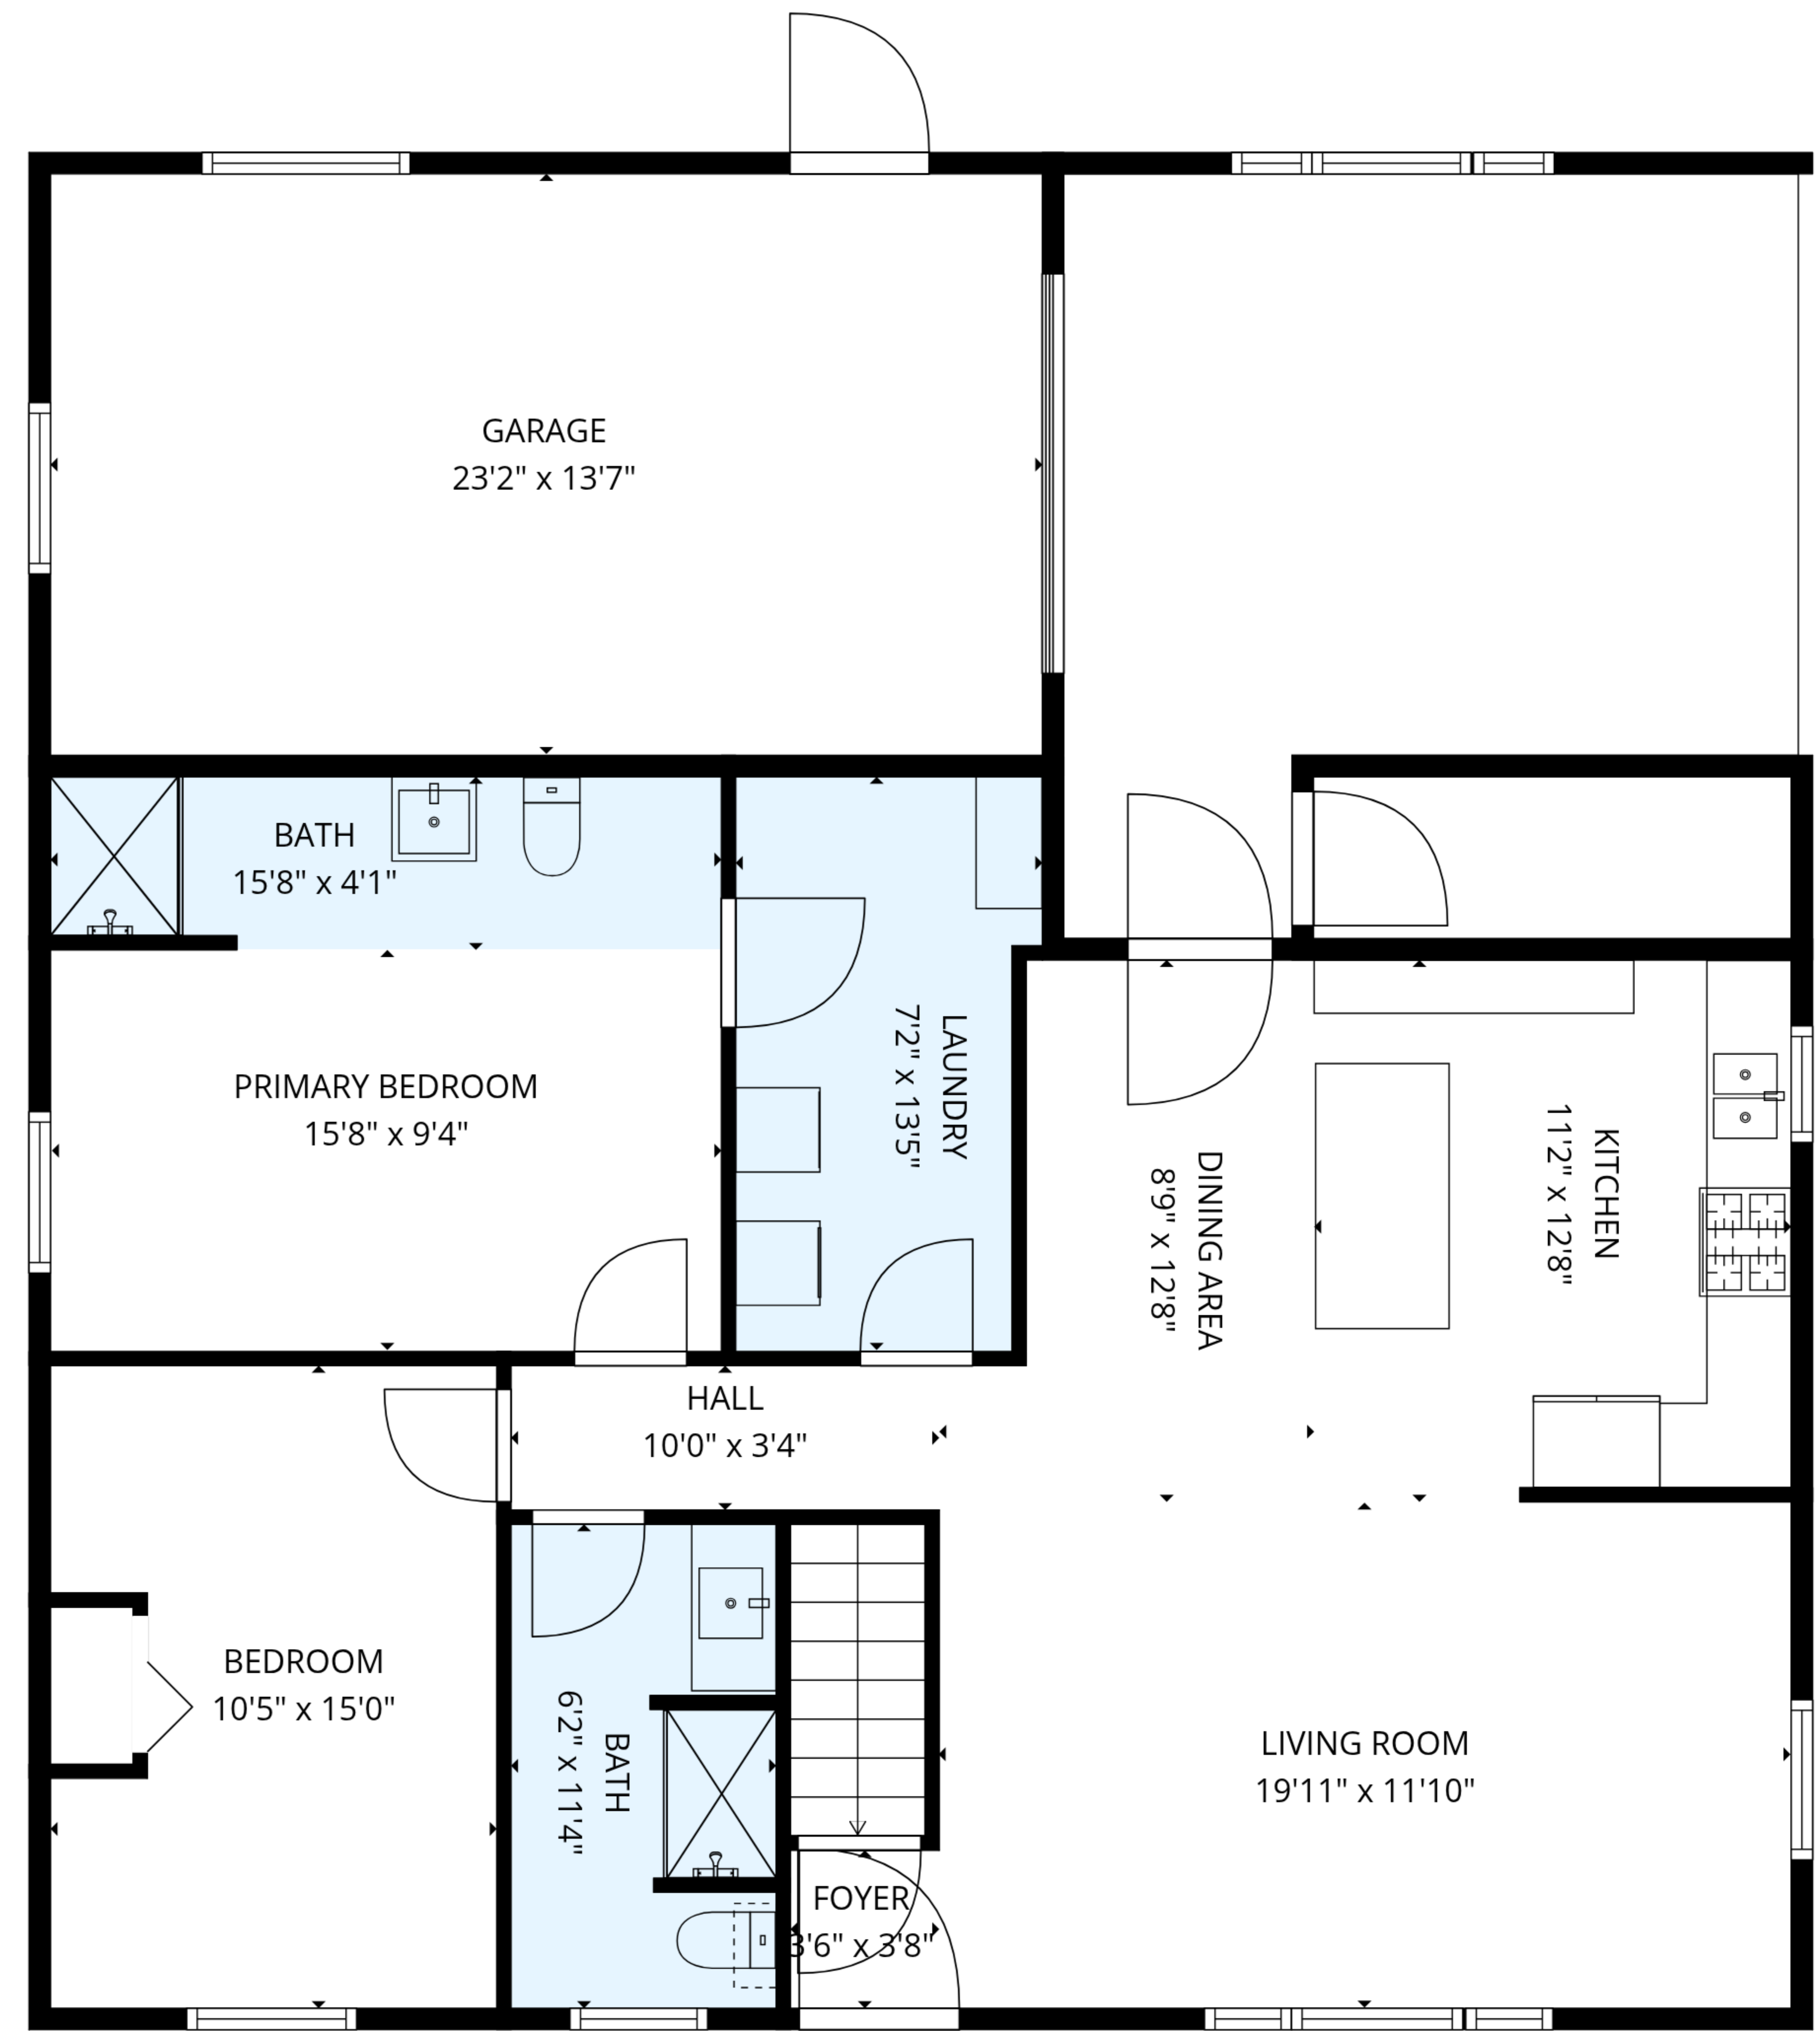 GARAGE
23'2" x 13'7"
BATH
15'8" x 4'1"
PRIMARY BEDROOM
15'8" x 9'4"
LAUNDRY
7'2" x 13'5"
DINING AREA
8'9" x 12'8"
KITCHEN
11'2" x 12'8"
HALL
10'0" x 3'4"
BEDROOM
10'5" x 15'0"
BATH
6'2" x 11'4"
LIVING ROOM
19'11" x 11'10"
FOYER
3'6" x 3'8"